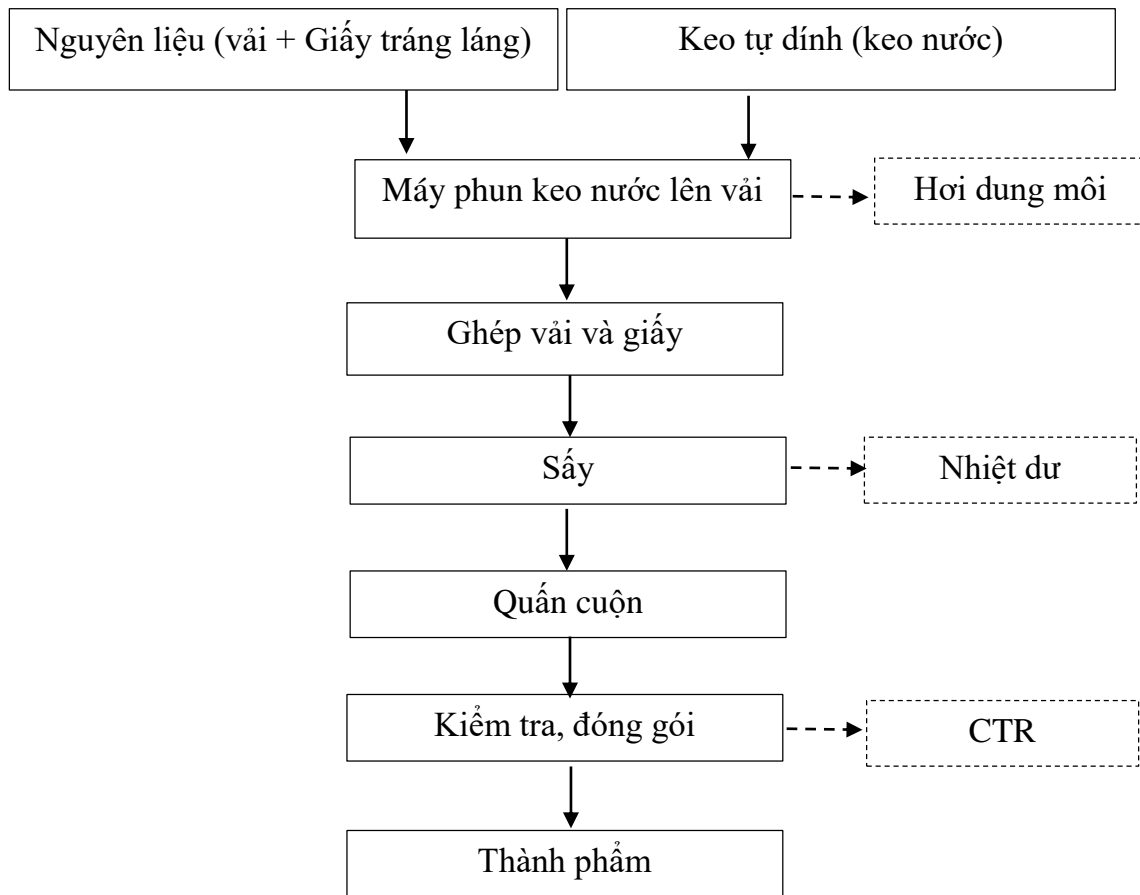 Nguyên liệu (vải + Giấy tráng láng)
Keo tự dính (keo nước)
Máy phun keo nước lên vải
Hơi dung môi
Ghép vải và giấy
Sấy
Nhiệt dư
Quấn cuộn
Kiểm tra, đóng gói
CTR
Thành phẩm